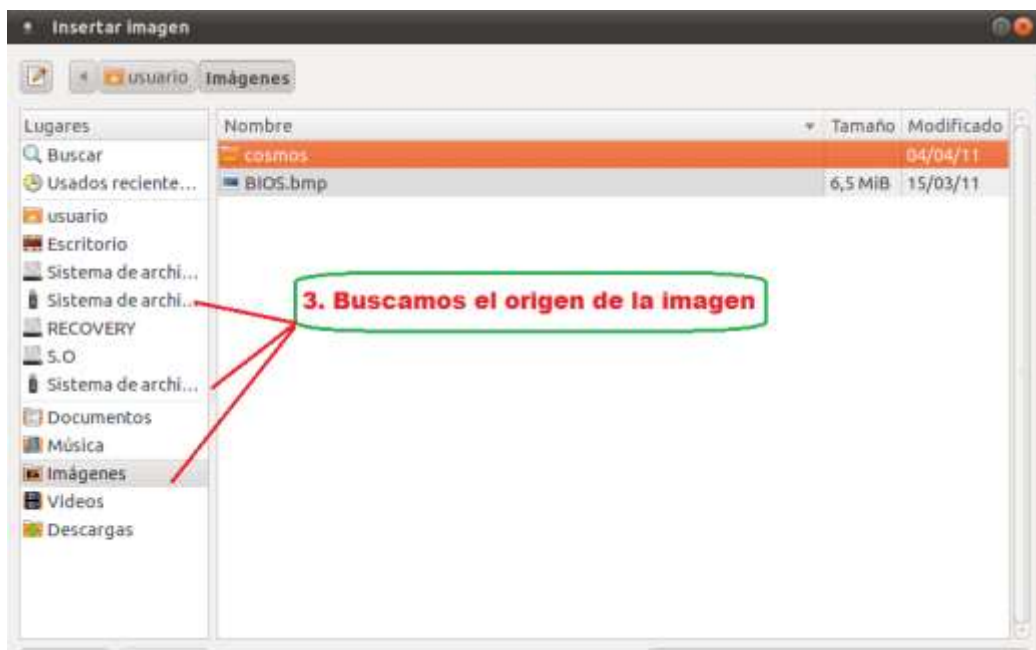 Insertar imagen
usuario Imágenes
Lugares Nombre Tamaño Modificado
Buscar cosmos 04/04/11
Usados reciente... BIOS.bmp 6,5 MiB 15/03/11
usuario
Escritorio
Sistema de archi...
Sistema de archi...
3. Buscamos el origen de la imagen
RECOVERY
S.O
Sistema de archi...
Documentos
Música
Imágenes
Vídeos
Descargas